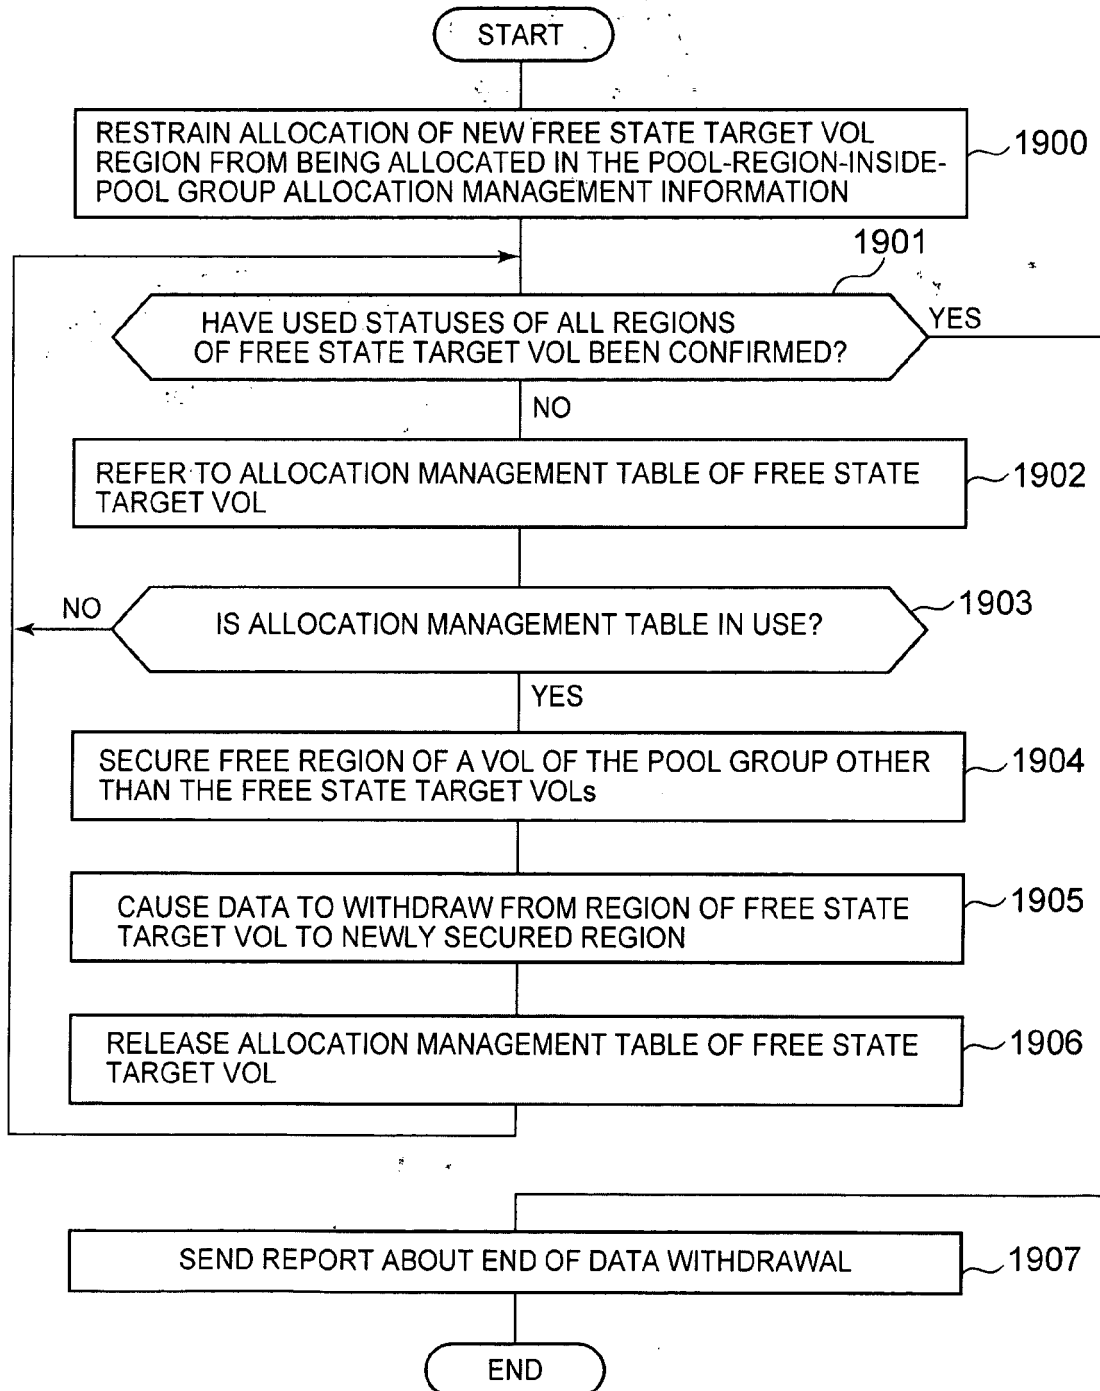 START
RESTRAIN ALLOCATION OF NEW FREE STATE TARGET VOL
REGION FROM BEING ALLOCATED IN THE POOL-REGION-INSIDE-
POOL GROUP ALLOCATION MANAGEMENT INFORMATION
1900
1901
HAVE USED STATUSES OF ALL REGIONS
OF FREE STATE TARGET VOL BEEN CONFIRMED?
YES
NO
REFER TO ALLOCATION MANAGEMENT TABLE OF FREE STATE
TARGET VOL
1902
NO
IS ALLOCATION MANAGEMENT TABLE IN USE?
1903
YES
SECURE FREE REGION OF A VOL OF THE POOL GROUP OTHER
THAN THE FREE STATE TARGET VOLs
1904
CAUSE DATA TO WITHDRAW FROM REGION OF FREE STATE
TARGET VOL TO NEWLY SECURED REGION
1905
RELEASE ALLOCATION MANAGEMENT TABLE OF FREE STATE
TARGET VOL
1906
SEND REPORT ABOUT END OF DATA WITHDRAWAL
1907
END